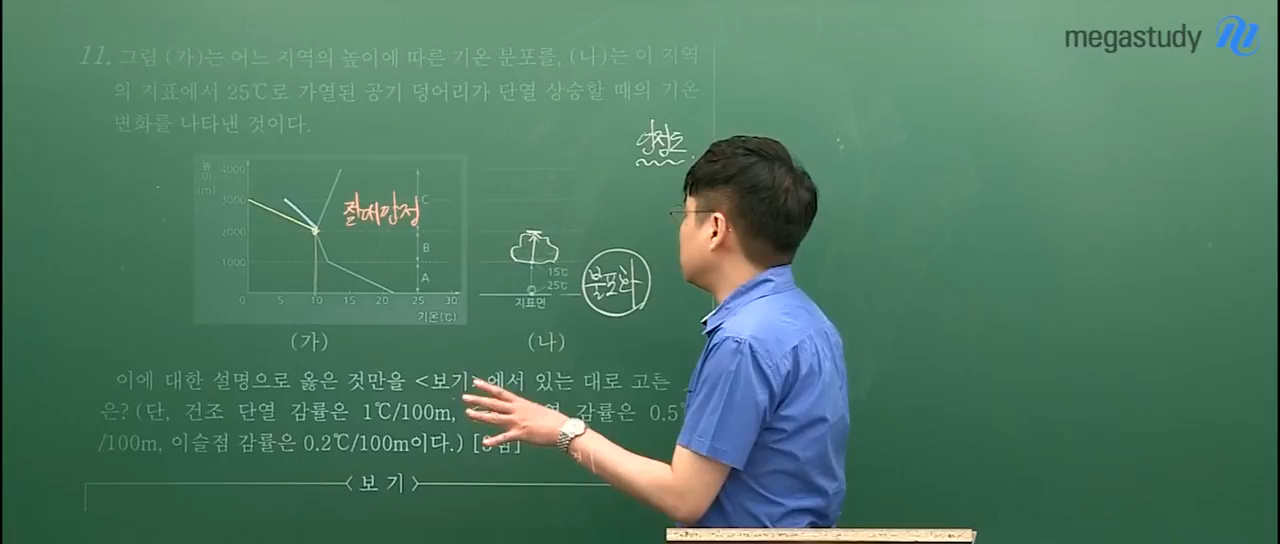 megastudy
11. 그림 (가)는 어느 지역의 높이에 따른 기온 분포를, (나)는 이 지역
의 지표에서 25℃로 가열된 공기 덩어리가 단열 상승할 때의 기온
변화를 나타낸 것이다.
안정도
높이(m)
4000
3000
2000
1000
0 5 10 15 20 25 30
기온(℃)
절대안정
C
B
A
(가)
15℃
25℃
지표면
불포화
(나)
이에 대한 설명으로 옳은 것만을 <보기>에서 있는 대로 고른
은? (단, 건조 단열 감률은 1℃/100m, 감률은 0.5
/100m, 이슬점 감률은 0.2℃/100m이다.) [3점]
<보 기>